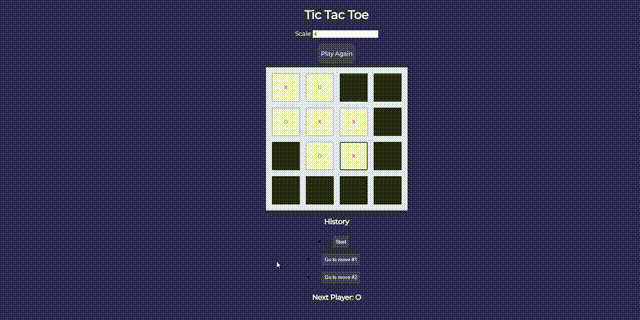 Tic Tac Toe
Scale 4
Play Again
X O
O X X
O X
History
Start
Go to move #1
Go to move #2
Next Player: O